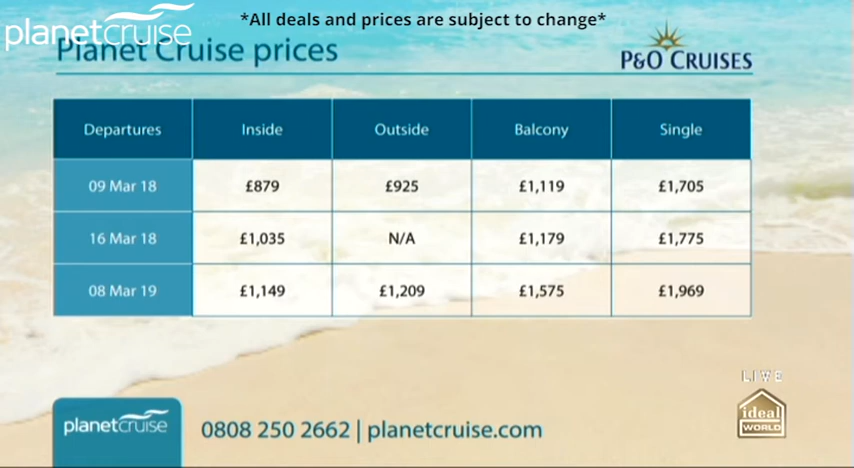 *All deals and prices are subject to change*
planetcruise
Planet Cruise prices
P&O CRUISES
Departures Inside Outside Balcony Single
09 Mar 18 £879 £925 £1,119 £1,705
16 Mar 18 £1,035 N/A £1,179 £1,775
08 Mar 19 £1,149 £1,209 £1,575 £1,969
LIVE
ideal
WORLD
planetcruise 0808 250 2662 | planetcruise.com